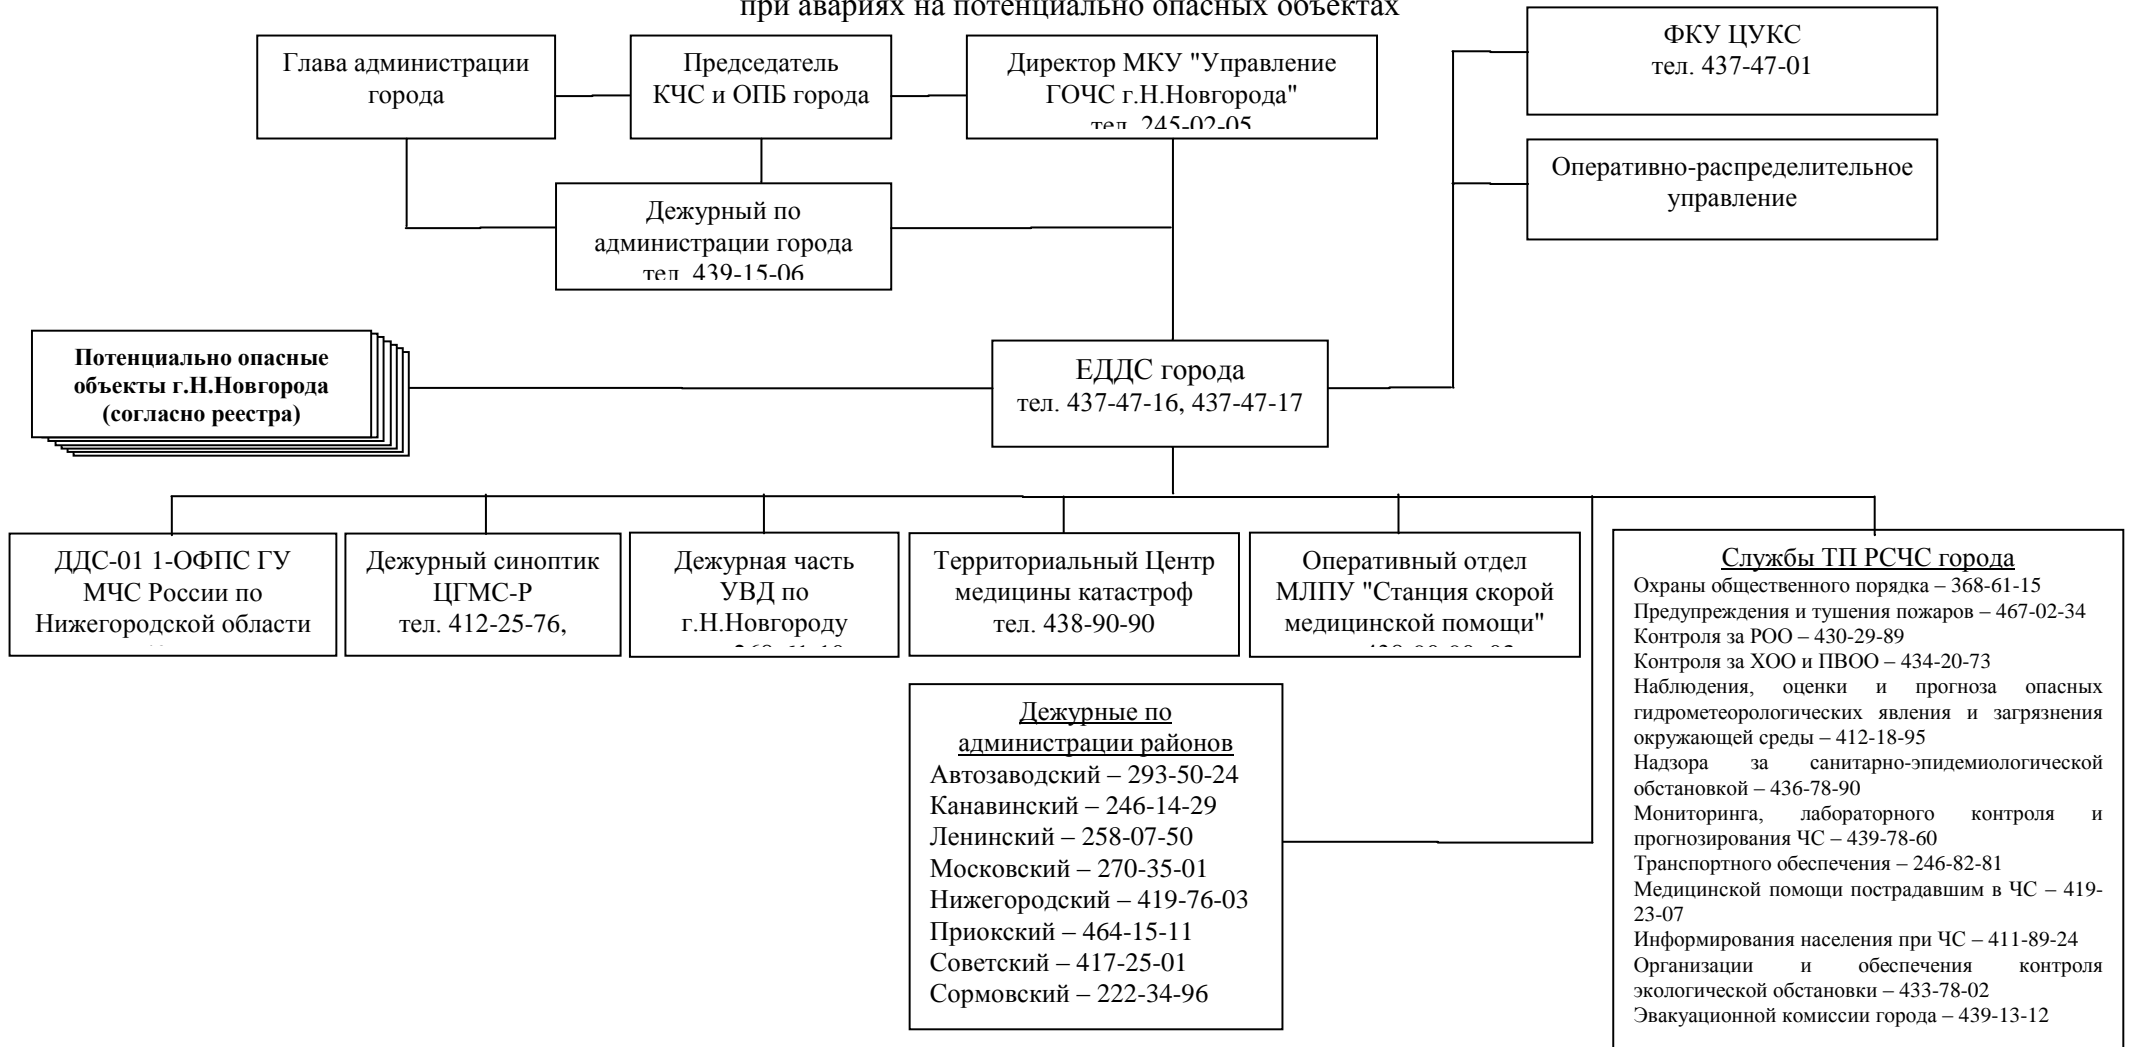 при авариях на потенциально опасных объектах
Глава администрации
города
Председатель
КЧС и ОПБ города
Директор МКУ "Управление
ГОЧС г.Н.Новгорода"
тел. 245-02-05
ФКУ ЦУКС
тел. 437-47-01
Оперативно-распределительное
управление
Дежурный по
администрации города
тел. 439-15-06
Потенциально опасные
объекты г.Н.Новгорода
(согласно реестра)
ЕДДС города
тел. 437-47-16, 437-47-17
ДДС-01 1-ОФПС ГУ
МЧС России по
Нижегородской области
Дежурный синоптик
ЦГМС-Р
тел. 412-25-76,
Дежурная часть
УВД по
г.Н.Новгороду
Территориальный Центр
медицины катастроф
тел. 438-90-90
Оперативный отдел
МЛПУ "Станция скорой
медицинской помощи"
Службы ТП РСЧС города
Охраны общественного порядка – 368-61-15
Предупреждения и тушения пожаров – 467-02-34
Контроля за РОО – 430-29-89
Контроля за ХОО и ПВОО – 434-20-73
Наблюдения, оценки и прогноза опасных
гидрометеорологических явления и загрязнения
окружающей среды – 412-18-95
Надзора за санитарно-эпидемиологической
обстановкой – 436-78-90
Мониторинга, лабораторного контроля и
прогнозирования ЧС – 439-78-60
Транспортного обеспечения – 246-82-81
Медицинской помощи пострадавшим в ЧС – 419-
23-07
Информирования населения при ЧС – 411-89-24
Организации и обеспечения контроля
экологической обстановки – 433-78-02
Эвакуационной комиссии города – 439-13-12
Дежурные по
администрации районов
Автозаводский – 293-50-24
Канавинский – 246-14-29
Ленинский – 258-07-50
Московский – 270-35-01
Нижегородский – 419-76-03
Приокский – 464-15-11
Советский – 417-25-01
Сормовский – 222-34-96